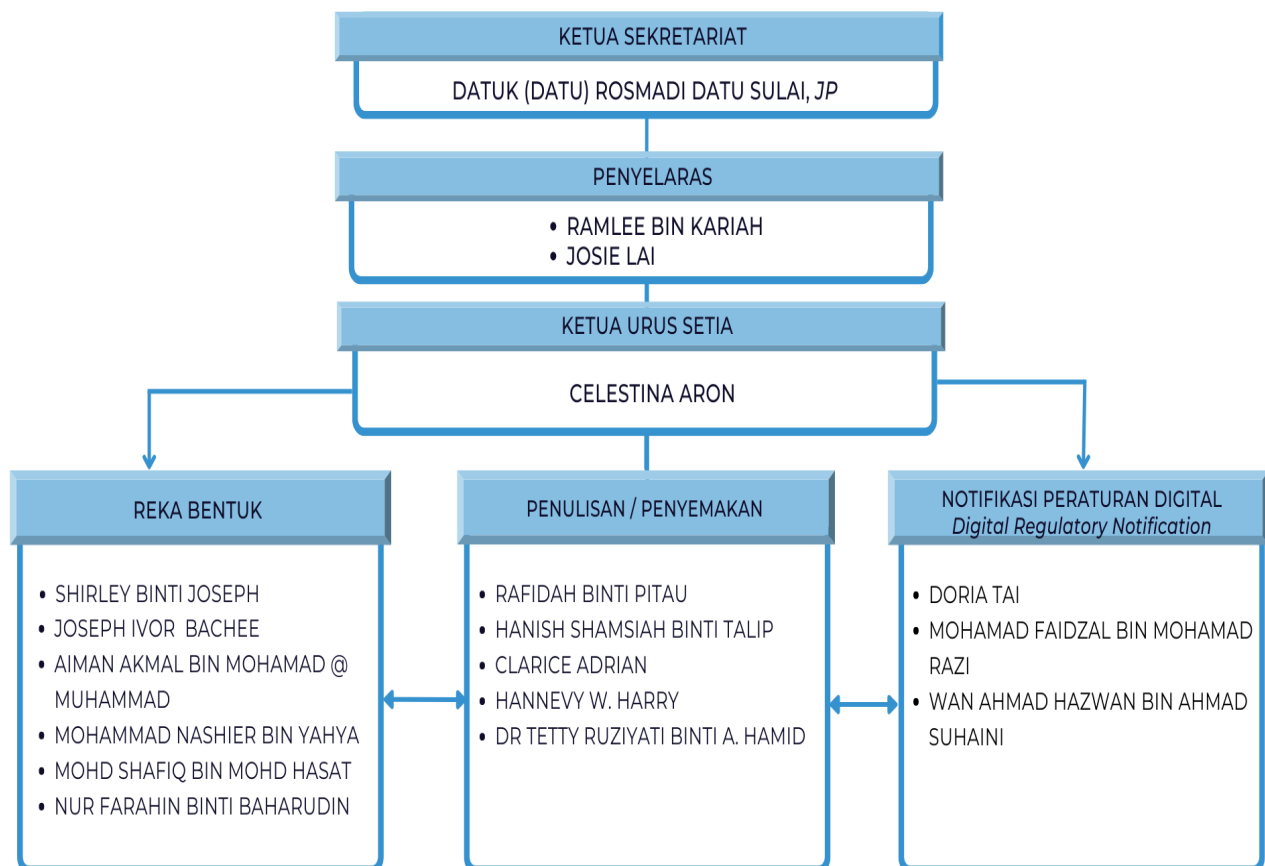 KETUA SEKRETARIAT
DATUK (DATU) ROSMADI DATU SULAI, JP
PENYELARAS
• RAMLEE BIN KARIAH
• JOSIE LAI
KETUA URUS SETIA
CELESTINA ARON
REKA BENTUK
• SHIRLEY BINTI JOSEPH
• JOSEPH IVOR BACHEE
• AIMAN AKMAL BIN MOHAMAD @
MUHAMMAD
• MOHAMMAD NASHIER BIN YAHYA
• MOHD SHAFIQ BIN MOHD HASAT
• NUR FARAHIN BINTI BAHARUDIN
PENULISAN / PENYEMAKAN
• RAFIDAH BINTI PITAU
• HANISH SHAMSIAH BINTI TALIP
• CLARICE ADRIAN
• HANNEVY W. HARRY
• DR TETTY RUZIYATI BINTI A. HAMID
NOTIFIKASI PERATURAN DIGITAL
Digital Regulatory Notification
• DORIA TAI
• MOHAMAD FAIDZAL BIN MOHAMAD
RAZI
• WAN AHMAD HAZWAN BIN AHMAD
SUHAINI